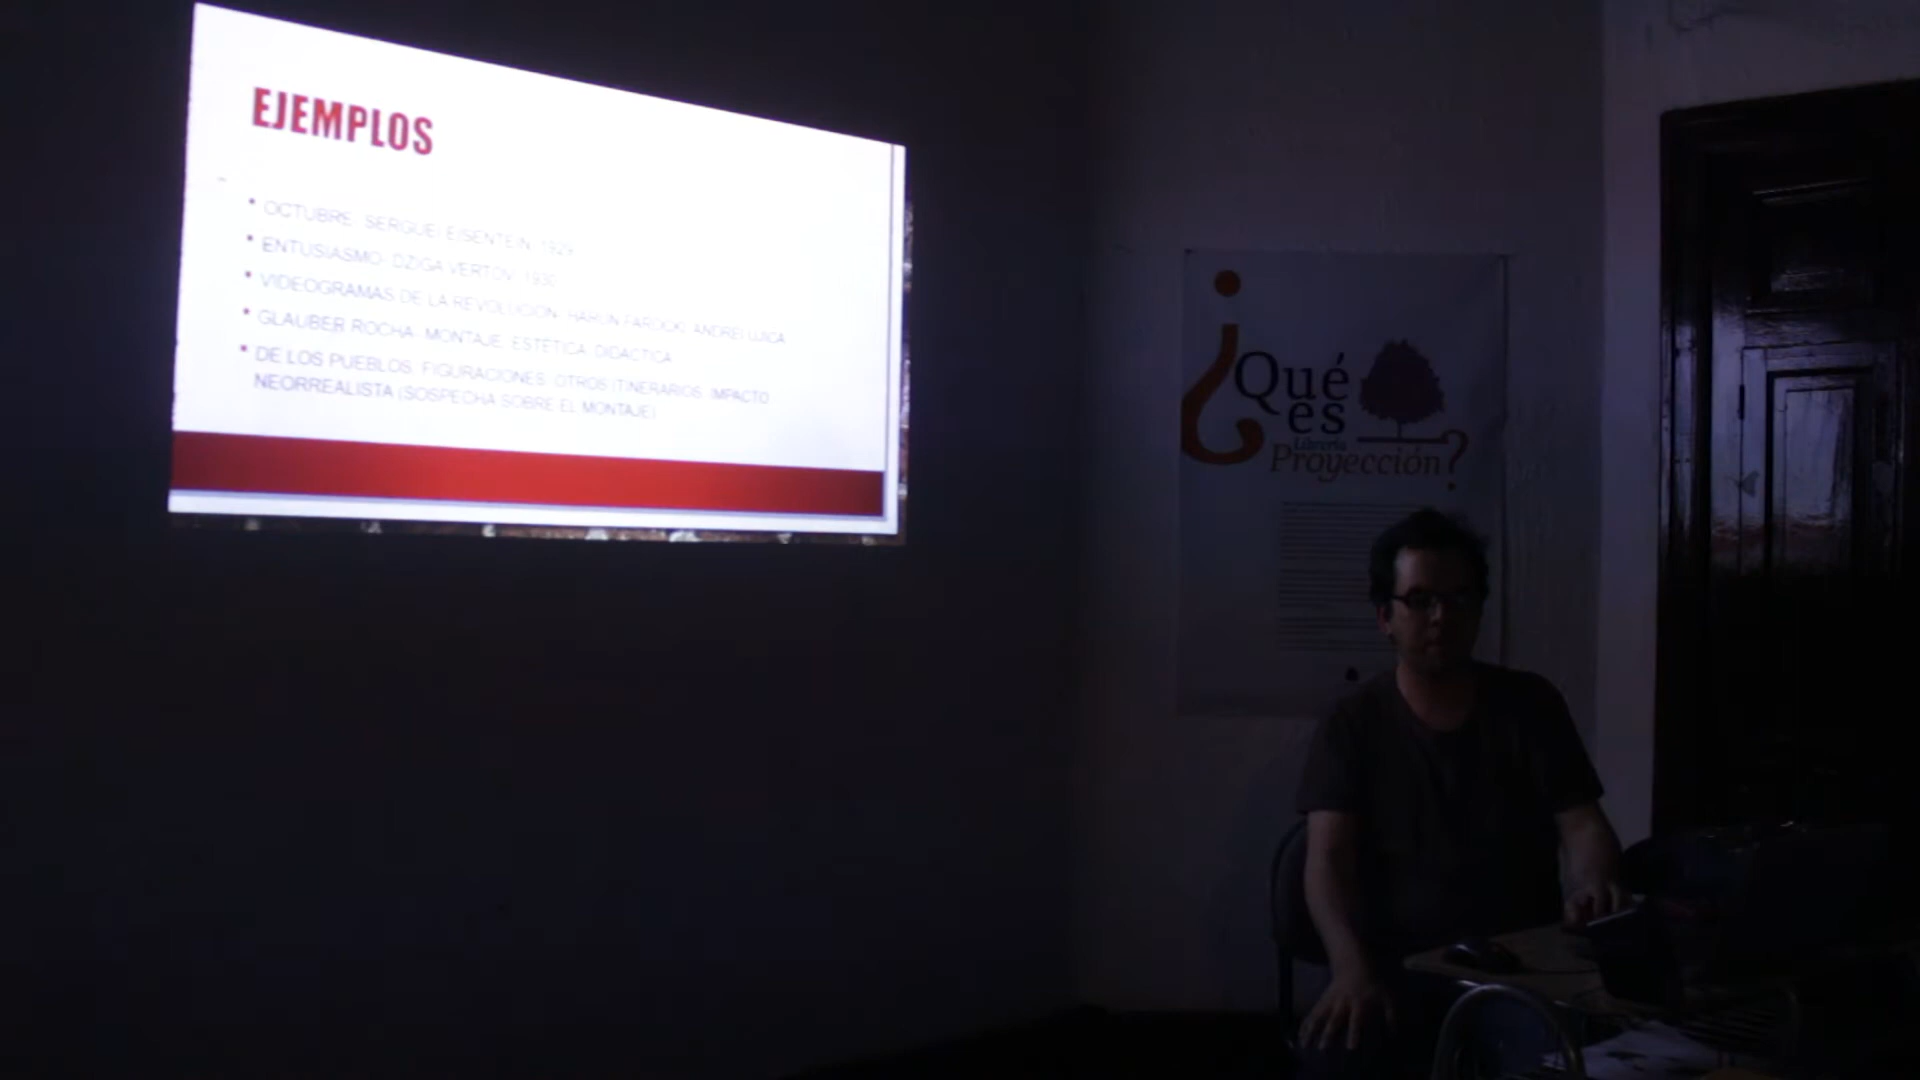 EJEMPLOS
OCTUBRE. SERGUEI EISENTEIN. 1929
ENTUSIASMO- DZIGA VERTOV. 1930
VIDEOGRAMAS DE LA REVOLUCIÓN- HARUN FAROCKI, ANDREI UJICA
GLAUBER ROCHA- MONTAJE, ESTÉTICA, DIDÁCTICA
DE LOS PUEBLOS, FIGURACIONES. OTROS ITINERARIOS. IMPACTO
NEORREALISTA (SOSPECHA SOBRE EL MONTAJE)
¿Qué
es
Librería
Proyección?